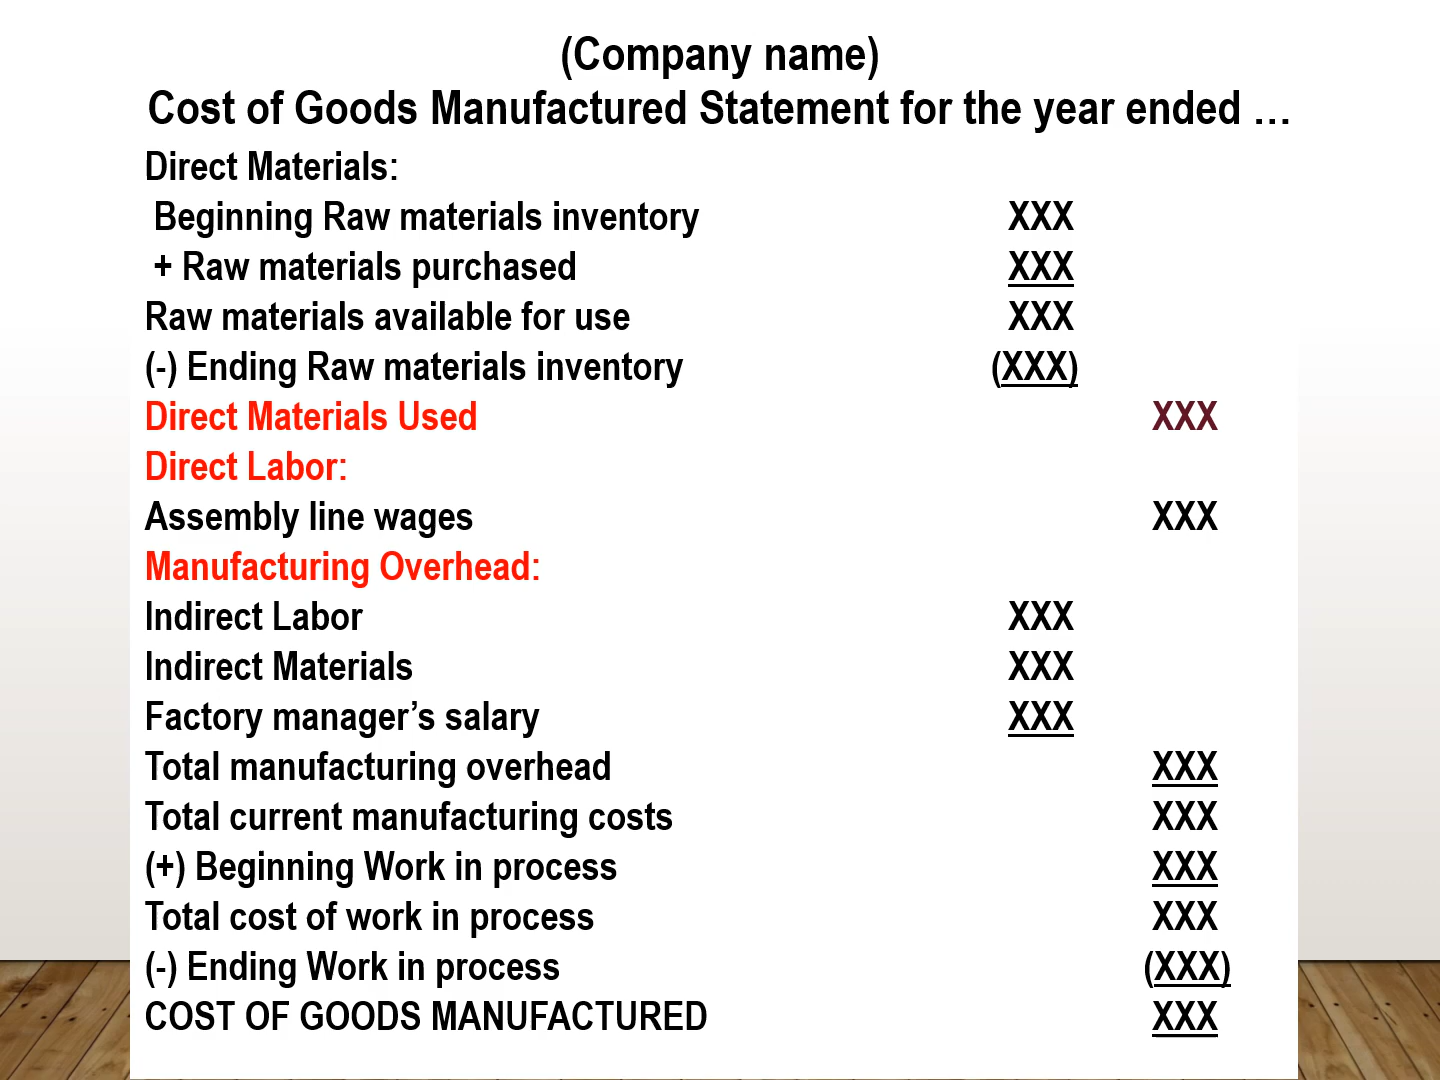 (Company name)
Cost of Goods Manufactured Statement for the year ended …
Direct Materials:
Beginning Raw materials inventory XXX
+ Raw materials purchased XXX
Raw materials available for use XXX
(-) Ending Raw materials inventory (XXX)
Direct Materials Used XXX
Direct Labor:
Assembly line wages XXX
Manufacturing Overhead:
Indirect Labor XXX
Indirect Materials XXX
Factory manager’s salary XXX
Total manufacturing overhead XXX
Total current manufacturing costs XXX
(+) Beginning Work in process XXX
Total cost of work in process XXX
(-) Ending Work in process (XXX)
COST OF GOODS MANUFACTURED XXX